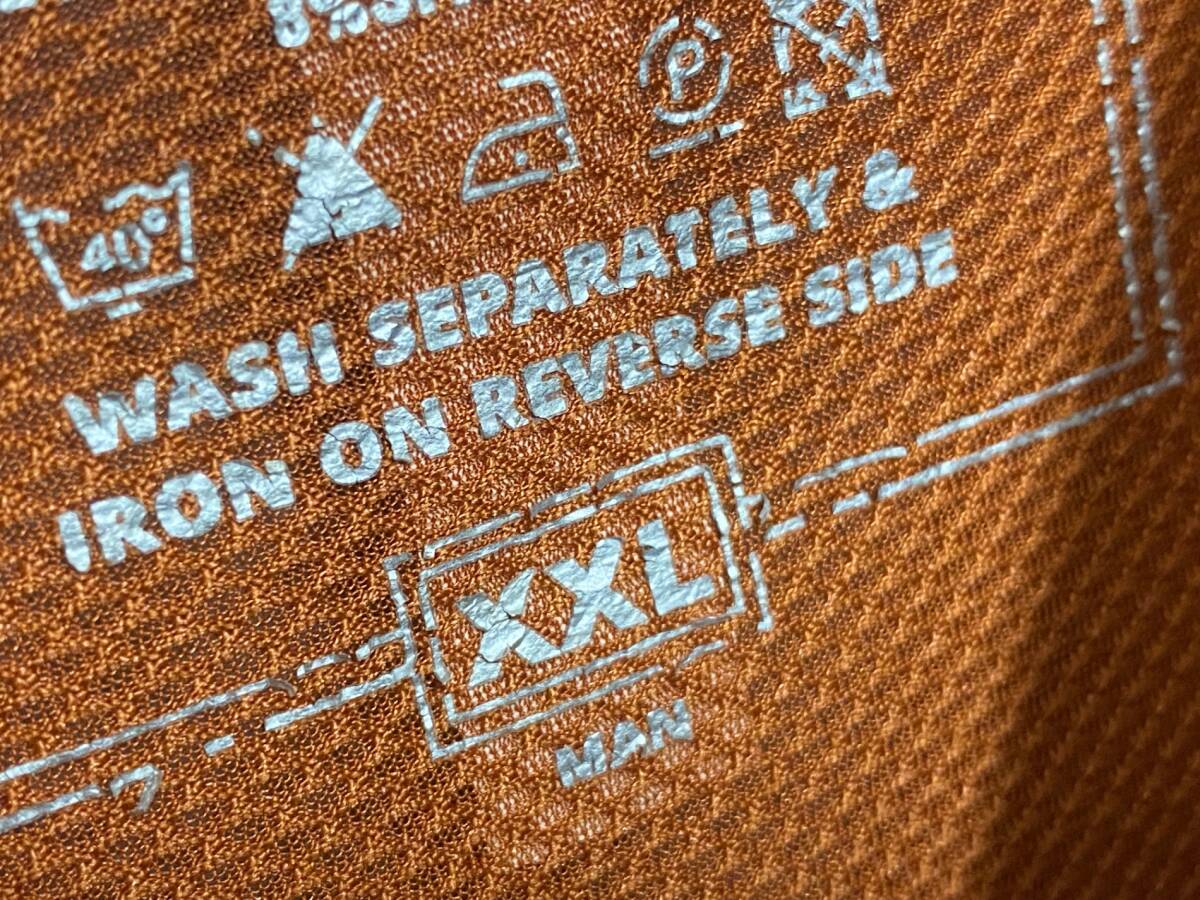 40°
P
WASH SEPARATELY &
IRON ON REVERSE SIDE
XXL
MAN